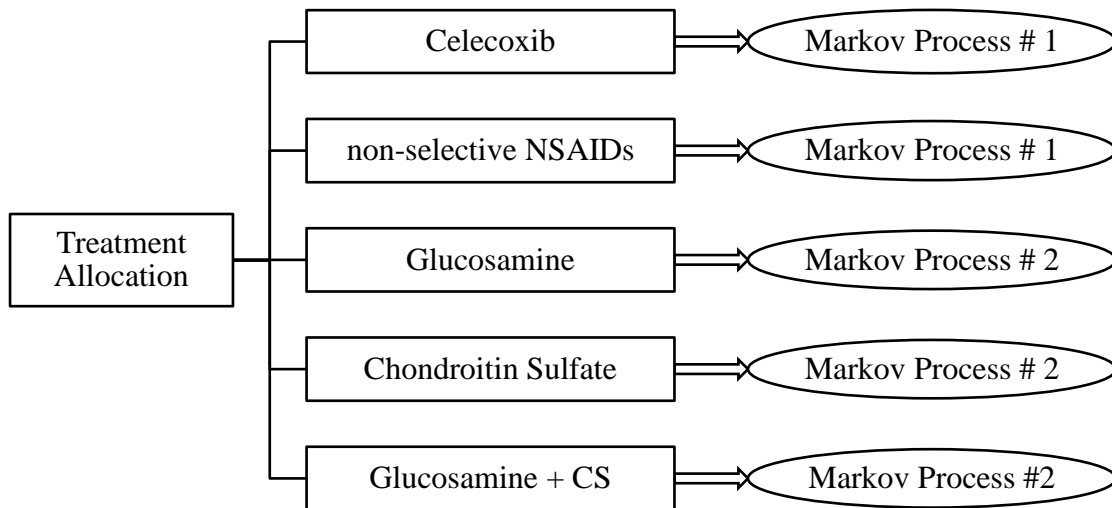 Celecoxib
Markov Process # 1
non-selective NSAIDs
Markov Process # 1
Treatment
Allocation
Glucosamine
Markov Process # 2
Chondroitin Sulfate
Markov Process # 2
Glucosamine + CS
Markov Process #2